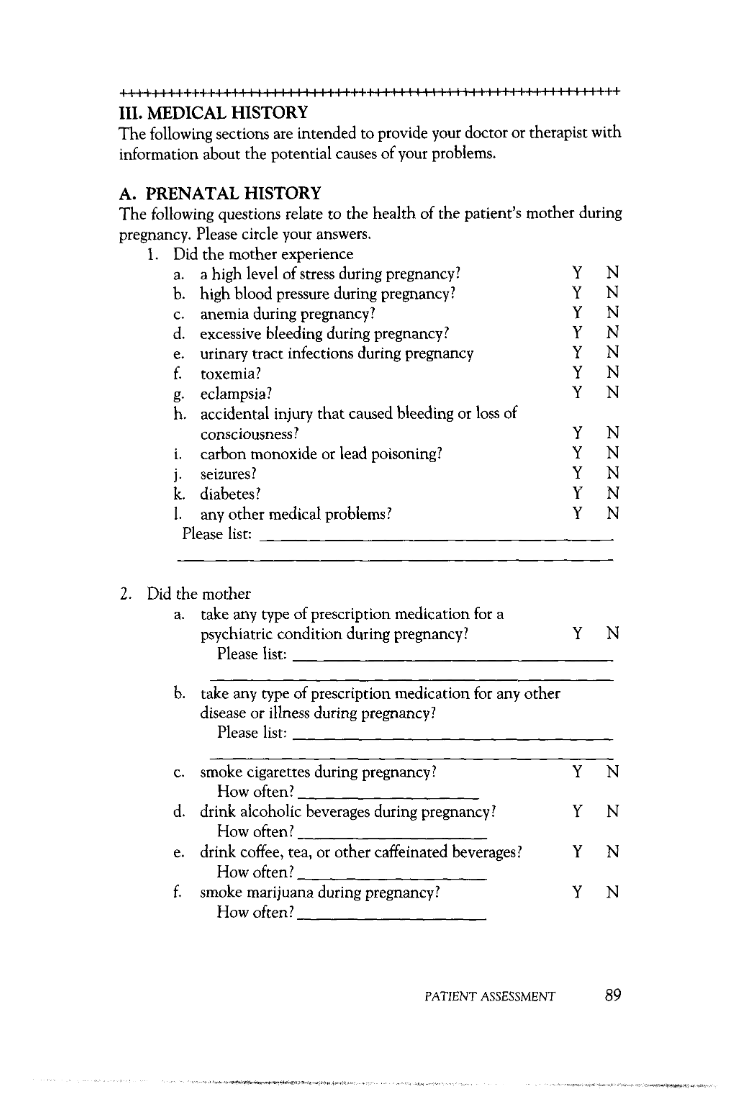 III. MEDICAL HISTORY
The following sections are intended to provide your doctor or therapist with
information about the potential causes of your problems.
A. PRENATAL HISTORY
The following questions relate to the health of the patient's mother during
pregnancy. Please circle your answers.
1. Did the mother experience
a. a high level of stress during pregnancy? Y N
b. high blood pressure during pregnancy? Y N
c. anemia during pregnancy? Y N
d. excessive bleeding during pregnancy? Y N
e. urinary tract infections during pregnancy Y N
f. toxemia? Y N
g. eclampsia? Y N
h. accidental injury that caused bleeding or loss of
consciousness? Y N
i. carbon monoxide or lead poisoning? Y N
j. seizures? Y N
k. diabetes? Y N
l. any other medical problems? Y N
Please list:
2. Did the mother
a. take any type of prescription medication for a
psychiatric condition during pregnancy? Y N
Please list:
b. take any type of prescription medication for any other
disease or illness during pregnancy?
Please list:
c. smoke cigarettes during pregnancy? Y N
How often?
d. drink alcoholic beverages during pregnancy? Y N
How often?
e. drink coffee, tea, or other caffeinated beverages? Y N
How often?
f. smoke marijuana during pregnancy? Y N
How often?
PATIENT ASSESSMENT 89